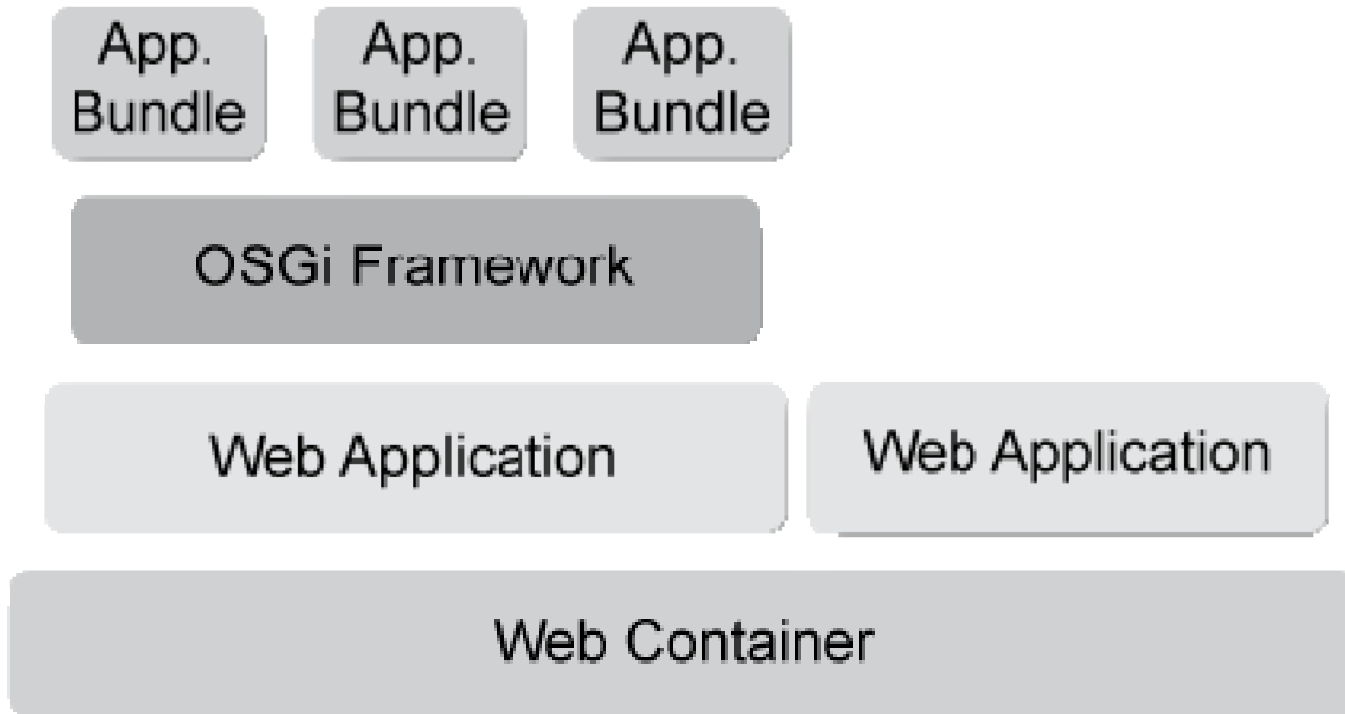 App.
Bundle
App.
Bundle
App.
Bundle
OSGi Framework
Web Application
Web Application
Web Container